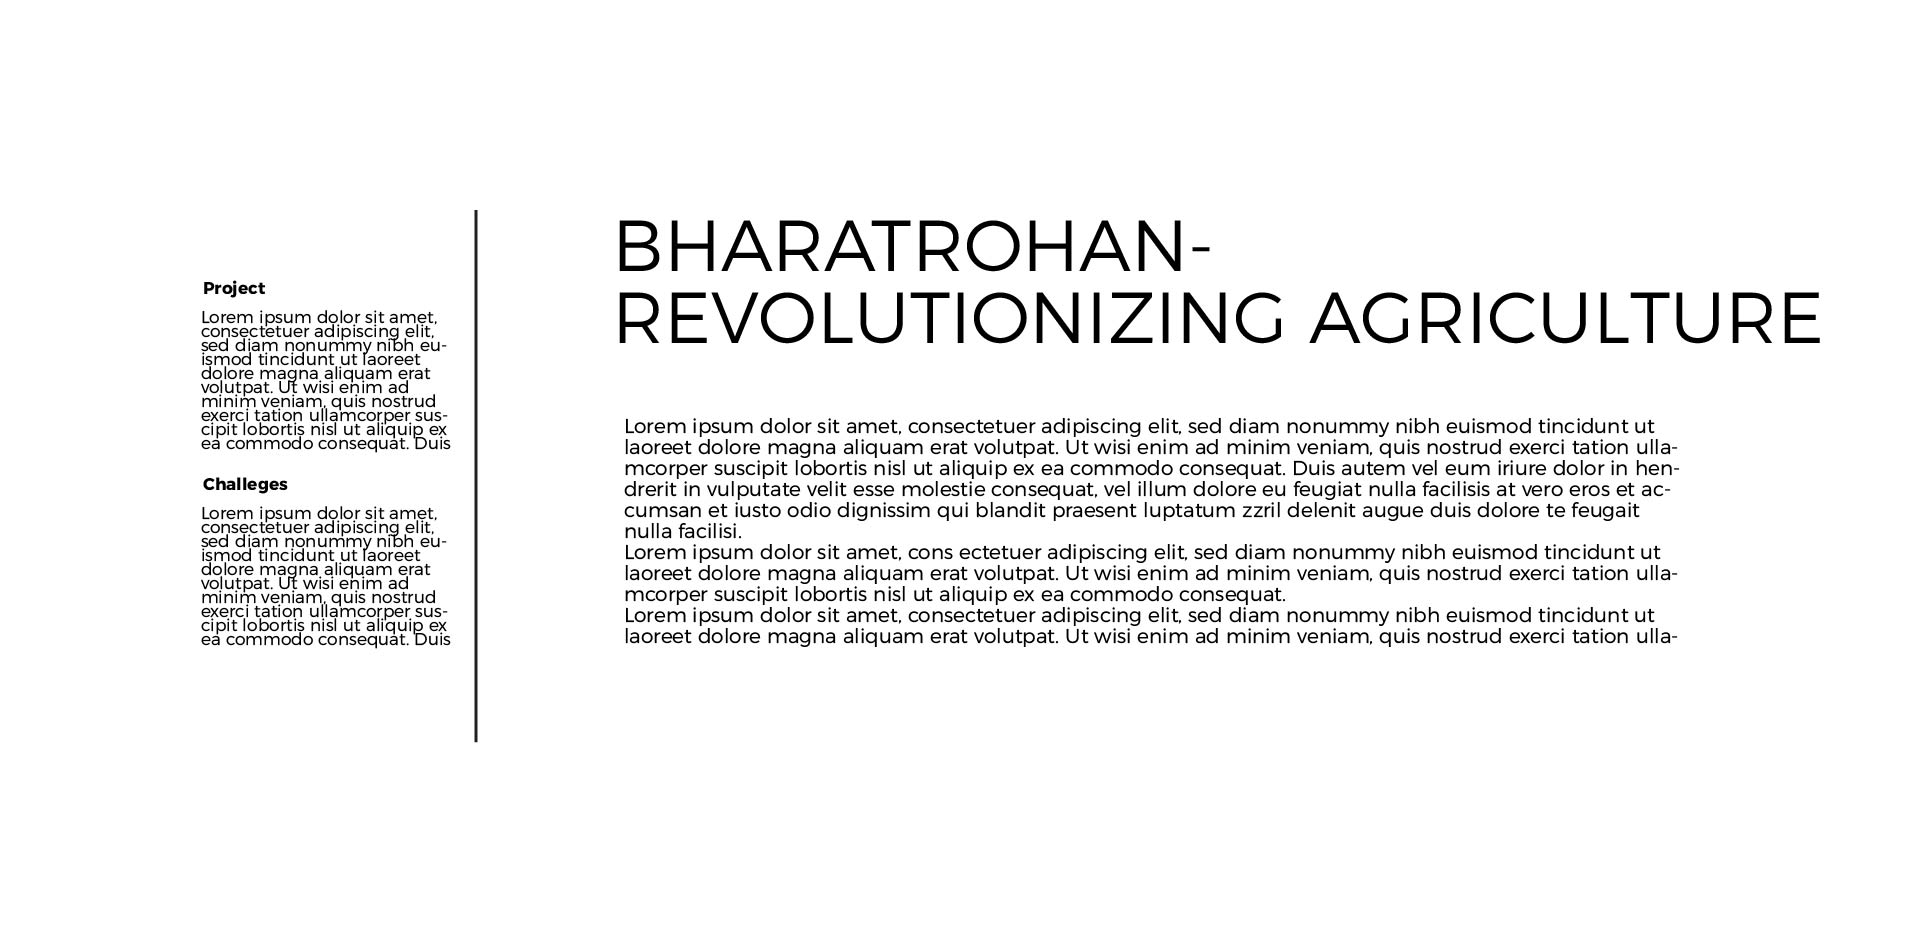 Project
Lorem ipsum dolor sit amet,
consectetuer adipiscing elit,
sed diam nonummy nibh eu-
ismod tincidunt ut laoreet
dolore magna aliquam erat
volutpat. Ut wisi enim ad
minim veniam, quis nostrud
exerci tation ullamcorper sus-
cipit lobortis nisl ut aliquip ex
ea commodo consequat. Duis
Challeges
Lorem ipsum dolor sit amet,
consectetuer adipiscing elit,
sed diam nonummy nibh eu-
ismod tincidunt ut laoreet
dolore magna aliquam erat
volutpat. Ut wisi enim ad
minim veniam, quis nostrud
exerci tation ullamcorper sus-
cipit lobortis nisl ut aliquip ex
ea commodo consequat. Duis
BHARATROHAN-
REVOLUTIONIZING AGRICULTURE
Lorem ipsum dolor sit amet, consectetuer adipiscing elit, sed diam nonummy nibh euismod tincidunt ut
laoreet dolore magna aliquam erat volutpat. Ut wisi enim ad minim veniam, quis nostrud exerci tation ulla-
mcorper suscipit lobortis nisl ut aliquip ex ea commodo consequat. Duis autem vel eum iriure dolor in hen-
drerit in vulputate velit esse molestie consequat, vel illum dolore eu feugiat nulla facilisis at vero eros et ac-
cumsan et iusto odio dignissim qui blandit praesent luptatum zzril delenit augue duis dolore te feugait
nulla facilisi.
Lorem ipsum dolor sit amet, cons ectetuer adipiscing elit, sed diam nonummy nibh euismod tincidunt ut
laoreet dolore magna aliquam erat volutpat. Ut wisi enim ad minim veniam, quis nostrud exerci tation ulla-
mcorper suscipit lobortis nisl ut aliquip ex ea commodo consequat.
Lorem ipsum dolor sit amet, consectetuer adipiscing elit, sed diam nonummy nibh euismod tincidunt ut
laoreet dolore magna aliquam erat volutpat. Ut wisi enim ad minim veniam, quis nostrud exerci tation ulla-